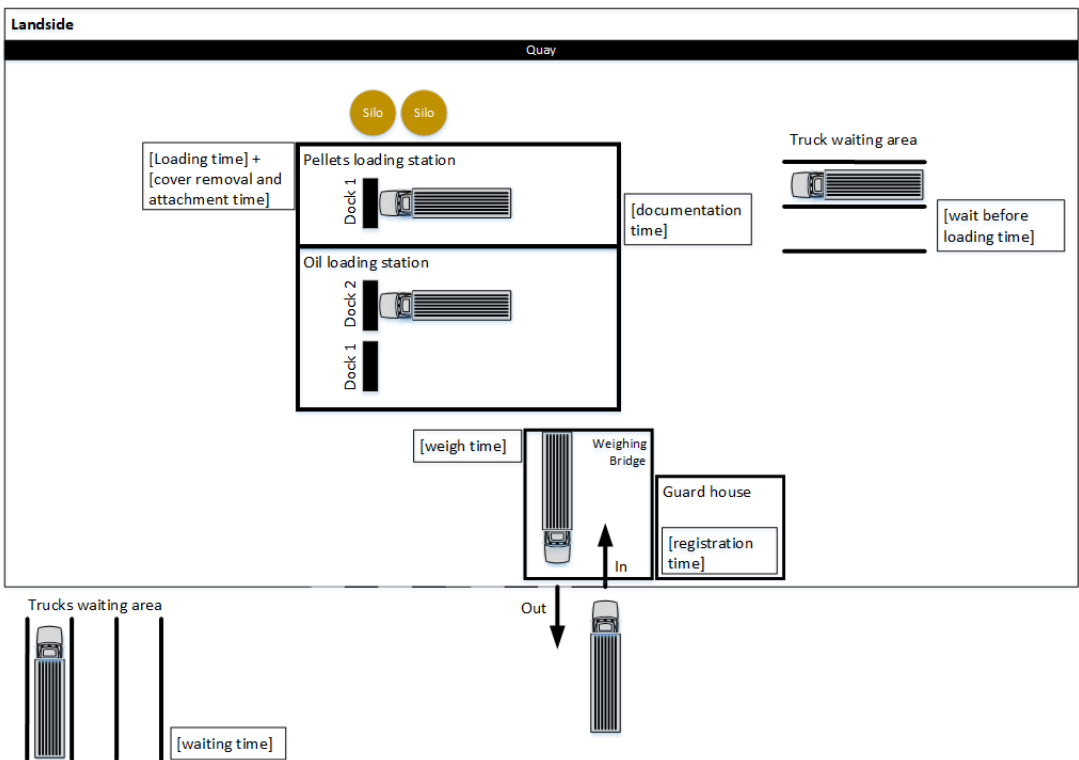 Landside
Quay
Silo
Silo
Truck waiting area
[Loading time] +
[cover removal and
attachment time]
Pellets loading station
Dock 1
[documentation
time]
[wait before
loading time]
Oil loading station
Dock 2
Dock 1
[weigh time]
Weighing
Bridge
Guard house
[registration
time]
In
Out
Trucks waiting area
[waiting time]